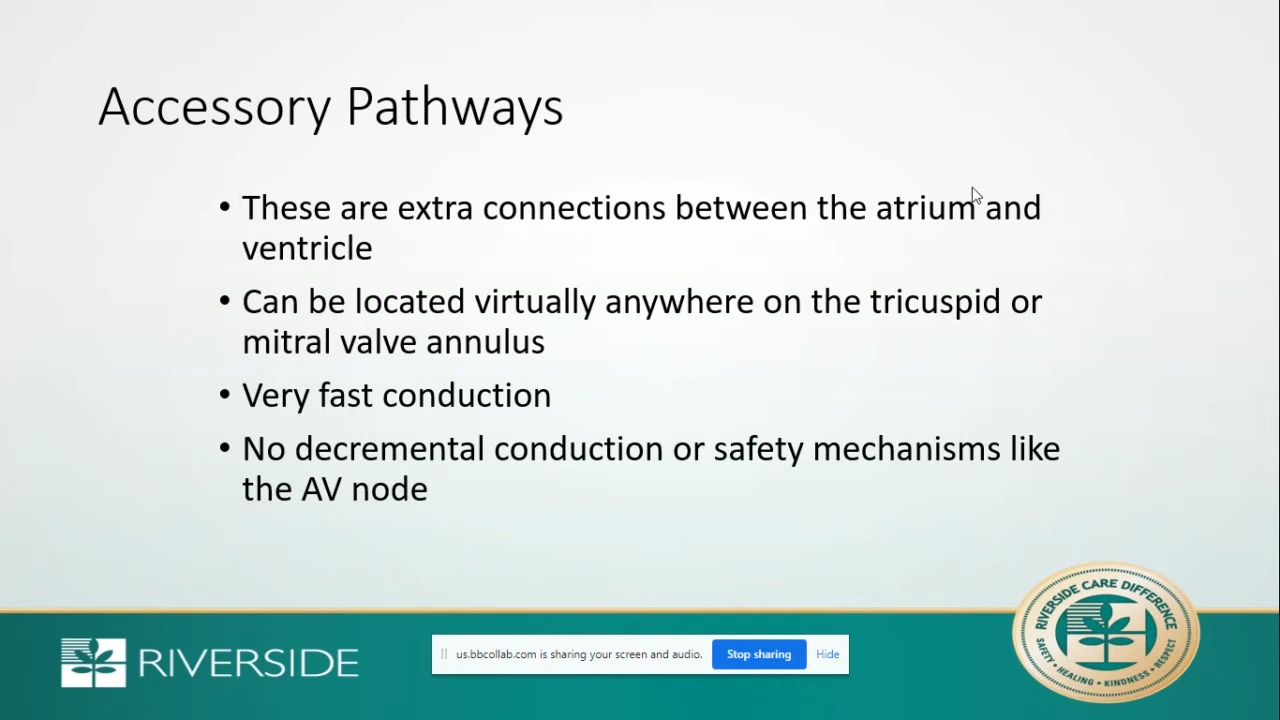 Accessory Pathways
• These are extra connections between the atrium and
ventricle
• Can be located virtually anywhere on the tricuspid or
mitral valve annulus
• Very fast conduction
• No decremental conduction or safety mechanisms like
the AV node
RIVERSIDE
us.bbcollab.com is sharing your screen and audio.
Stop sharing
Hide
RIVERSIDE CARE DIFFERENCE
SAFETY • HEALING • KINDNESS • RESPECT